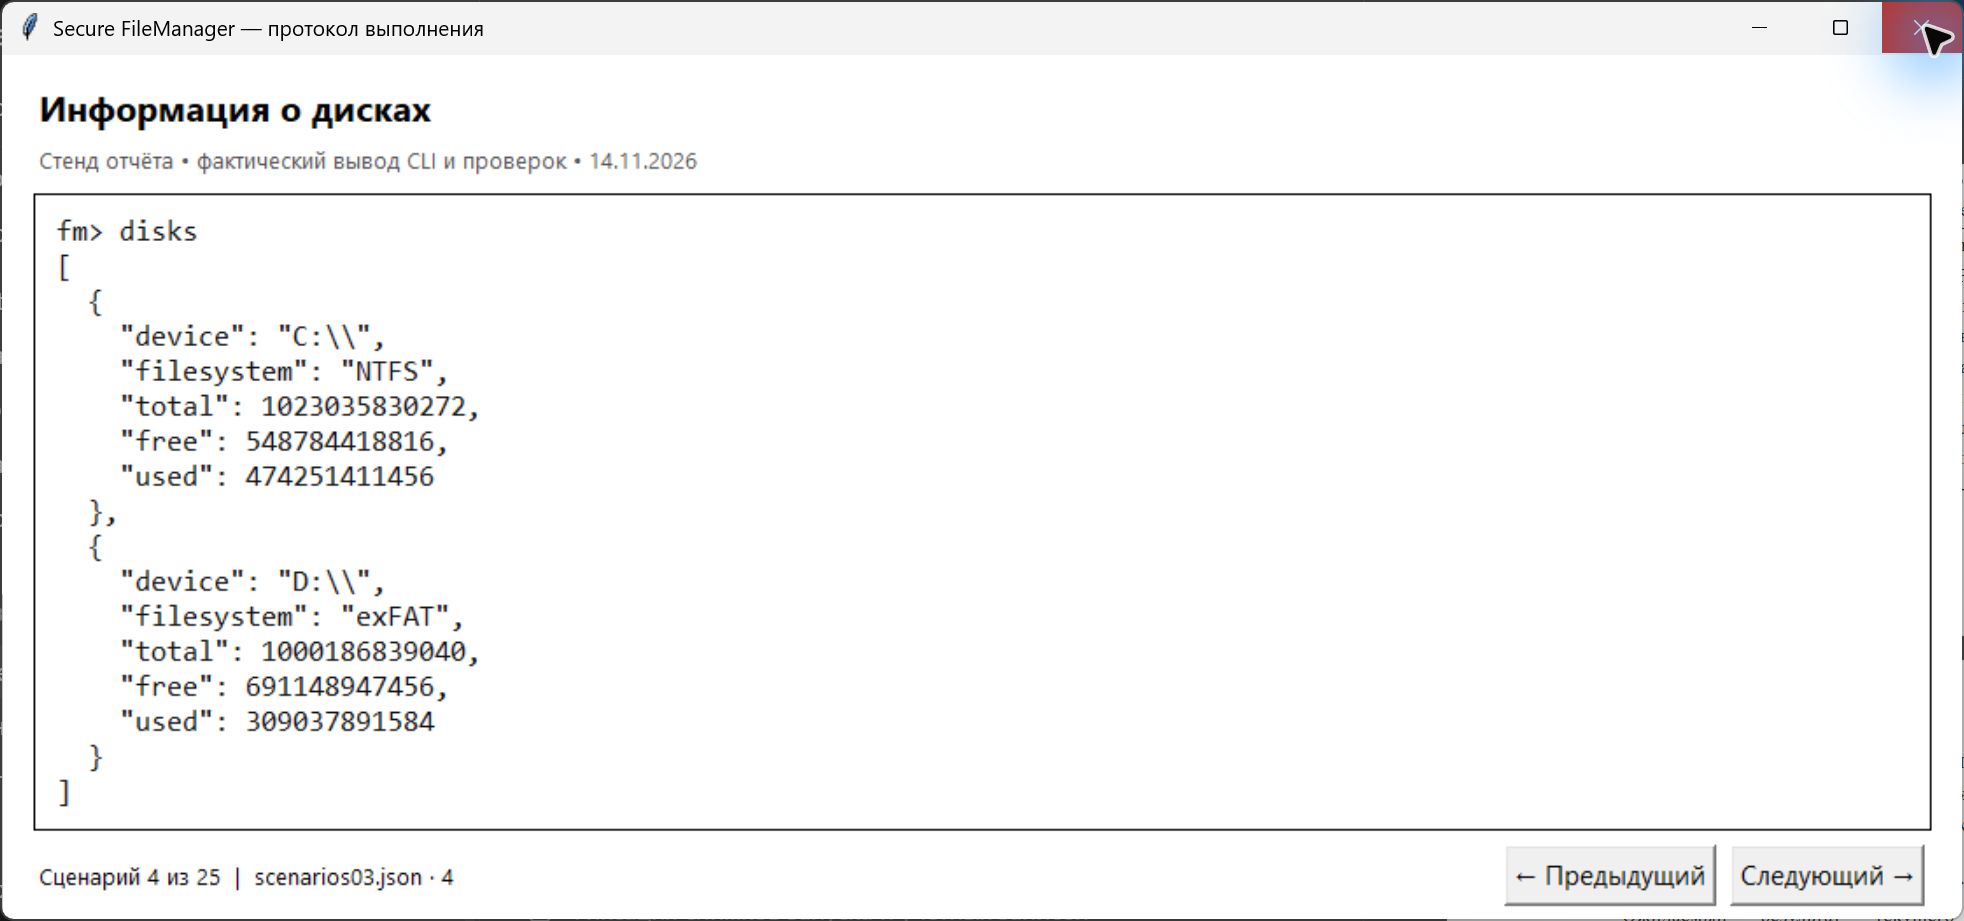 Secure FileManager — протокол выполнения
Информация о дисках
Стенд отчёта • фактический вывод CLI и проверок • 14.11.2026
fm> disks
[
  {
    "device": "C:\\",
    "filesystem": "NTFS",
    "total": 1023035830272,
    "free": 548784418816,
    "used": 474251411456
  },
  {
    "device": "D:\\",
    "filesystem": "exFAT",
    "total": 1000186839040,
    "free": 691148947456,
    "used": 309037891584
  }
]
Сценарий 4 из 25 | scenarios03.json · 4
← Предыдущий
Следующий →